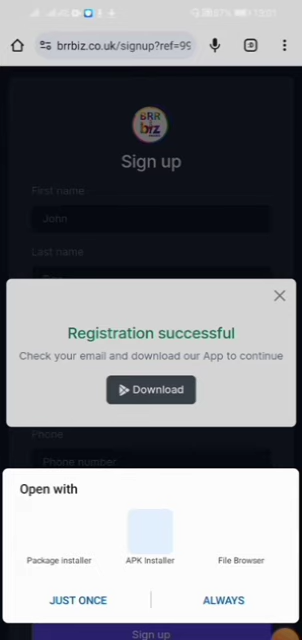 brrbiz.co.uk/signup?ref=99
BRR
biz
Sign up
First name
John
Last name
Registration successful
Check your email and download our App to continue
Download
Phone
Phone number
Open with
Package installer
APK Installer
File Browser
JUST ONCE
ALWAYS
Sign up